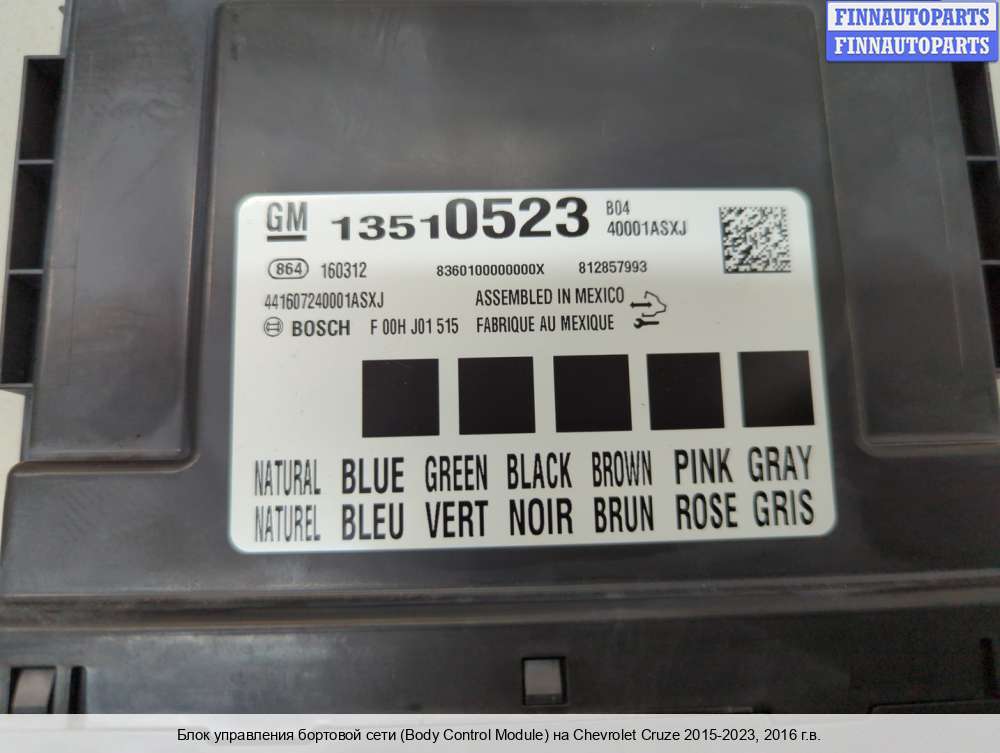 FINNAUTOPARTS
FINNAUTOPARTS
GM 13510523 B04
40001ASXJ
864 160312 8360100000000X 812857993
441607240001ASXJ ASSEMBLED IN MEXICO
BOSCH F 00H J01 515 FABRIQUE AU MEXIQUE
NATURAL BLUE GREEN BLACK BROWN PINK GRAY
NATUREL BLEU VERT NOIR BRUN ROSE GRIS
Блок управления бортовой сети (Body Control Module) на Chevrolet Cruze 2015-2023, 2016 г.в.